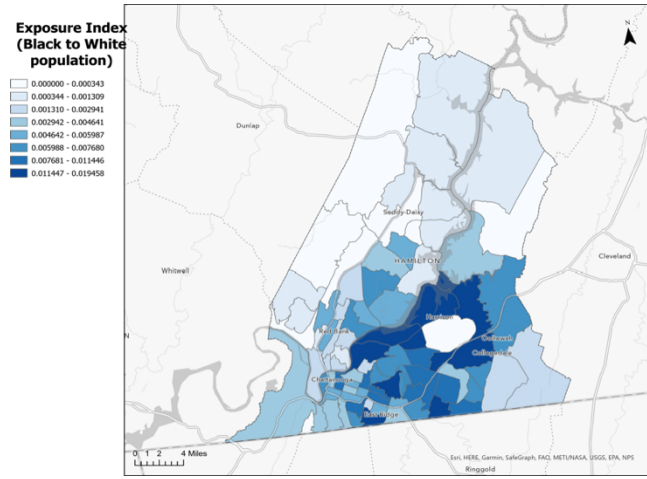 Exposure Index
(Black to White
population)
0.000000 - 0.000343
0.000344 - 0.001309
0.001310 - 0.002941
0.002942 - 0.004641
0.004642 - 0.005987
0.005988 - 0.007680
0.007681 - 0.011446
0.011447 - 0.019458
N
Dunlap
Soddy-Daisy
HAMILTON
Cleveland
Whitwell
Harrison
Red Bank
Ooltewah
Collegedale
Chattanooga
East Ridge
N
0 1 2 4 Miles
Esri, HERE, Garmin, SafeGraph, FAO, METI/NASA, USGS, EPA, NPS
Ringgold